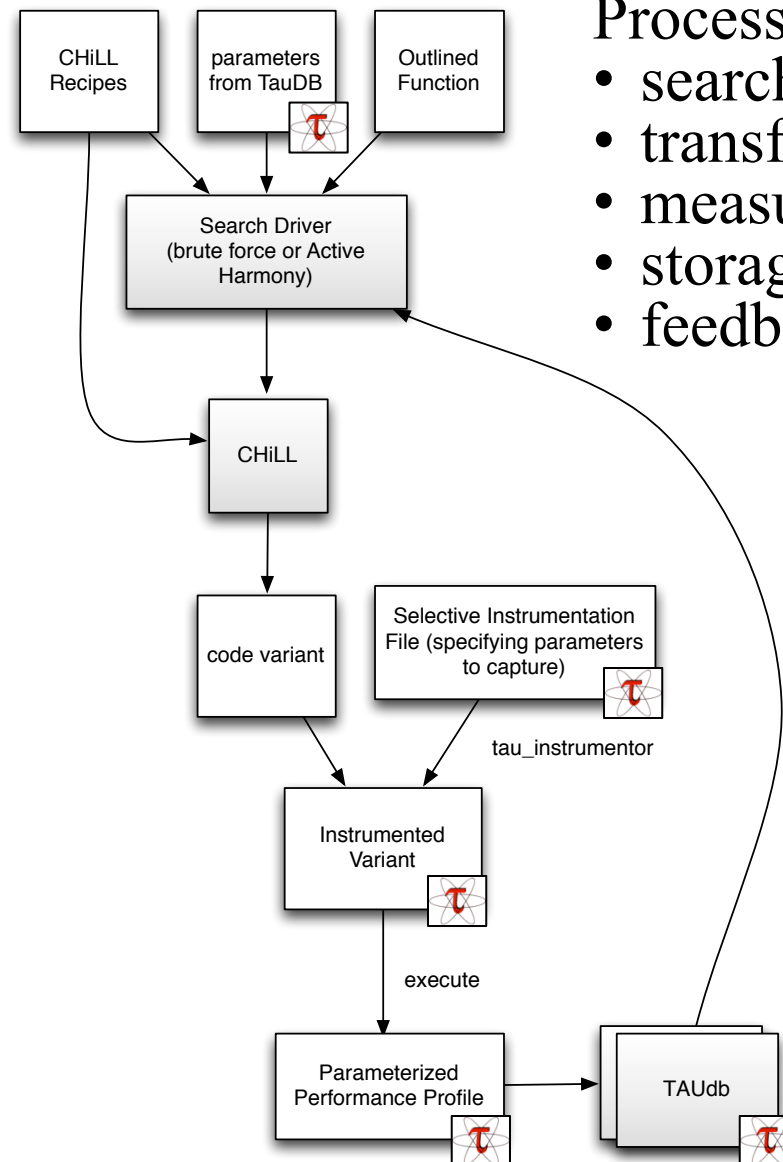 CHiLL
Recipes
parameters
from TauDB
τ
Outlined
Function
Process
• search
• transf
• measu
• storag
• feedb
Search Driver
(brute force or Active
Harmony)
CHiLL
code variant
Selective Instrumentation
File (specifying parameters
to capture)
τ
tau_instrumentor
Instrumented
Variant
τ
execute
Parameterized
Performance Profile
τ
TAUdb
τ